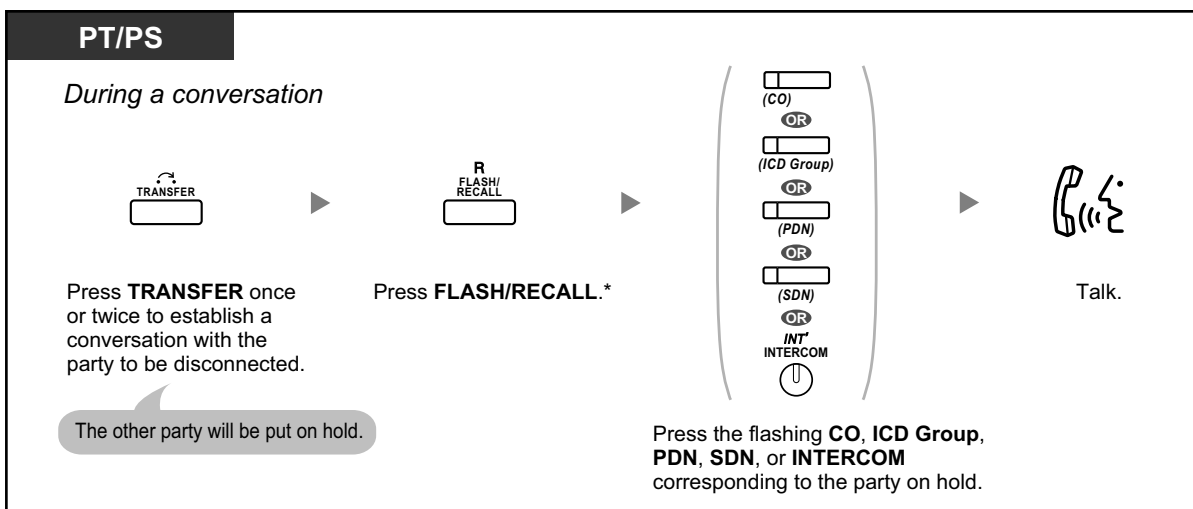 PT/PS
During a conversation
TRANSFER
Press TRANSFER once
or twice to establish a
conversation with the
party to be disconnected.
The other party will be put on hold.
R
FLASH/
RECALL
Press FLASH/RECALL.*
(CO)
OR
(ICD Group)
OR
(PDN)
OR
(SDN)
OR
INT'
INTERCOM
Press the flashing CO, ICD Group,
PDN, SDN, or INTERCOM
corresponding to the party on hold.
Talk.